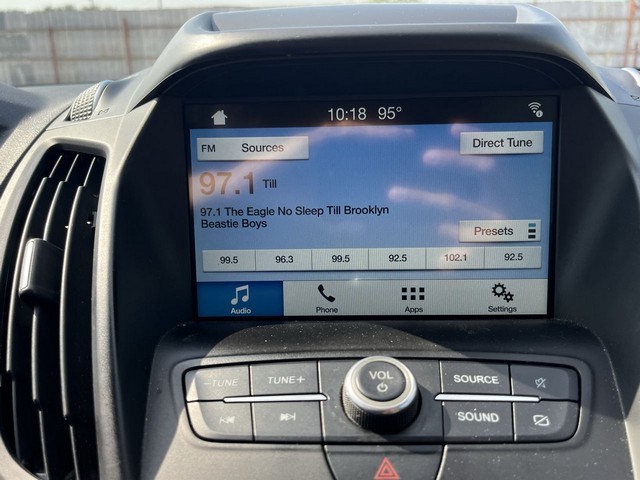 10:18 95°
FM Sources
Direct Tune
97.1 Till
97.1 The Eagle No Sleep Till Brooklyn
Beastie Boys
Presets
99.5 96.3 99.5 92.5 102.1 92.5
Audio Phone Apps Settings
-TUNE TUNE+ VOL SOURCE
SOUND